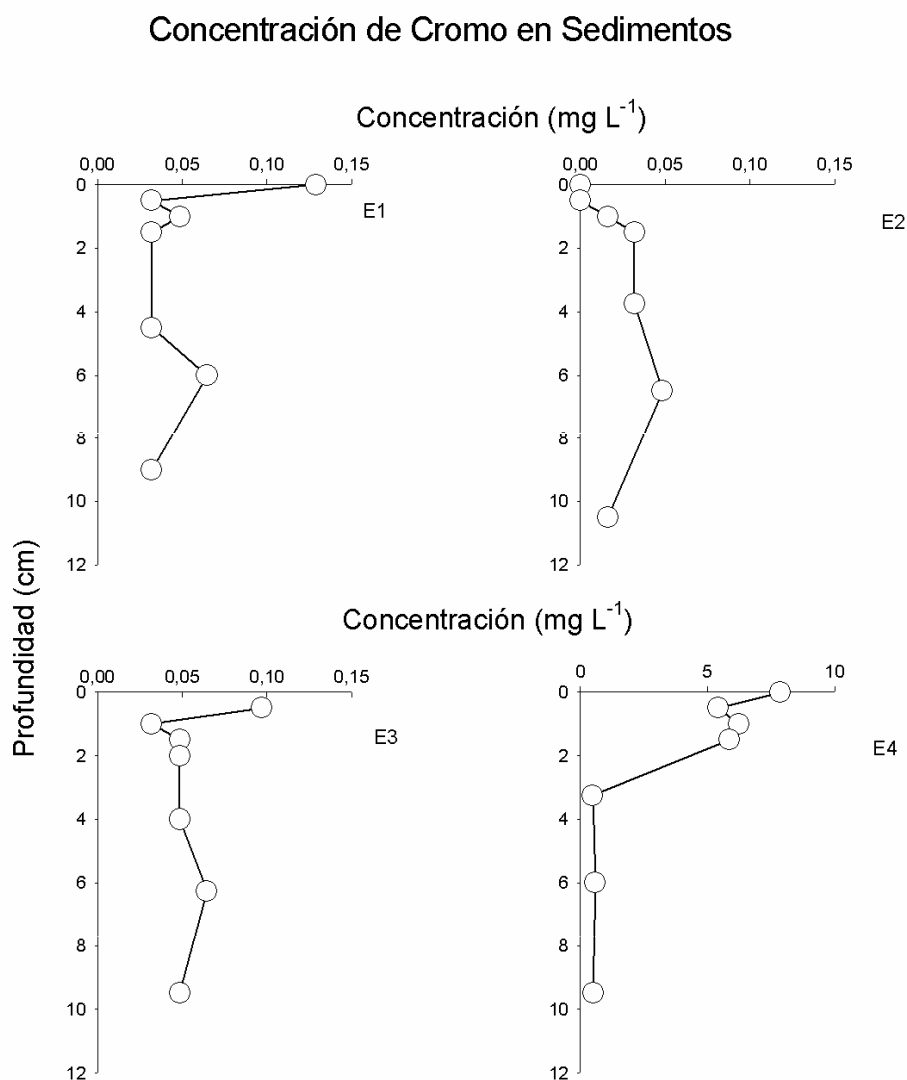 Concentración de Cromo en Sedimentos
Concentración (mg L⁻¹)
0,00 0,05 0,10 0,15
0
2
4
6
8
10
12
E1
0,00 0,05 0,10 0,15
0
2
4
6
8
10
12
E2
Profundidad (cm)
Concentración (mg L⁻¹)
0,00 0,05 0,10 0,15
0
2
4
6
8
10
12
E3
0 5 10
0
2
4
6
8
10
12
E4